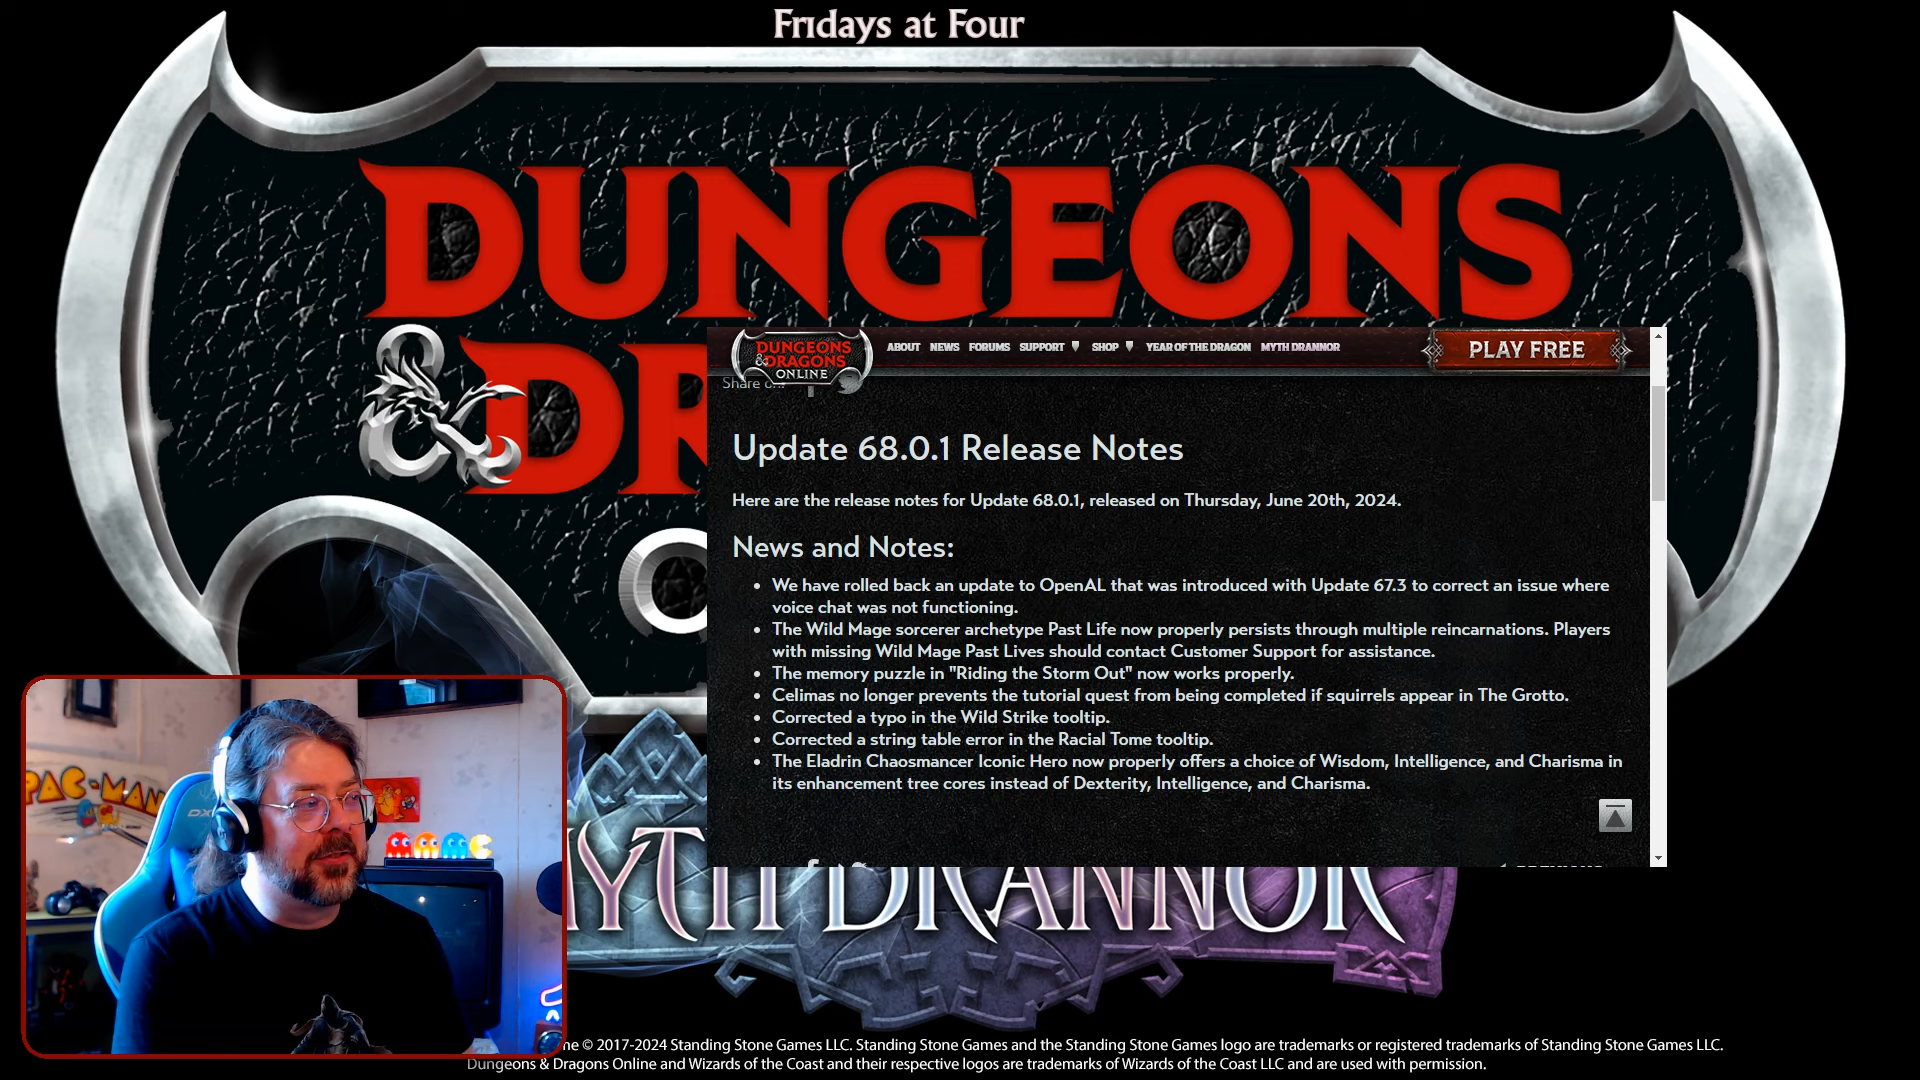 Fridays at Four
DUNGEONS
& DR
DUNGEONS
& DRAGONS
ONLINE
ABOUT NEWS FORUMS SUPPORT SHOP YEAR OF THE DRAGON MYTH DRANNOR
PLAY FREE
Share on:
Update 68.0.1 Release Notes
Here are the release notes for Update 68.0.1, released on Thursday, June 20th, 2024.
News and Notes:
• We have rolled back an update to OpenAL that was introduced with Update 67.3 to correct an issue where
voice chat was not functioning.
• The Wild Mage sorcerer archetype Past Life now properly persists through multiple reincarnations. Players
with missing Wild Mage Past Lives should contact Customer Support for assistance.
• The memory puzzle in "Riding the Storm Out" now works properly.
• Celimas no longer prevents the tutorial quest from being completed if squirrels appear in The Grotto.
• Corrected a typo in the Wild Strike tooltip.
• Corrected a string table error in the Racial Tome tooltip.
• The Eladrin Chaosmancer Iconic Hero now properly offers a choice of Wisdom, Intelligence, and Charisma in
its enhancement tree cores instead of Dexterity, Intelligence, and Charisma.
PAC-MAN
DX
MYTH DRANNOR
ne © 2017-2024 Standing Stone Games LLC. Standing Stone Games and the Standing Stone Games logo are trademarks or registered trademarks of Standing Stone Games LLC.
Dungeons & Dragons Online and Wizards of the Coast and their respective logos are trademarks of Wizards of the Coast LLC and are used with permission.